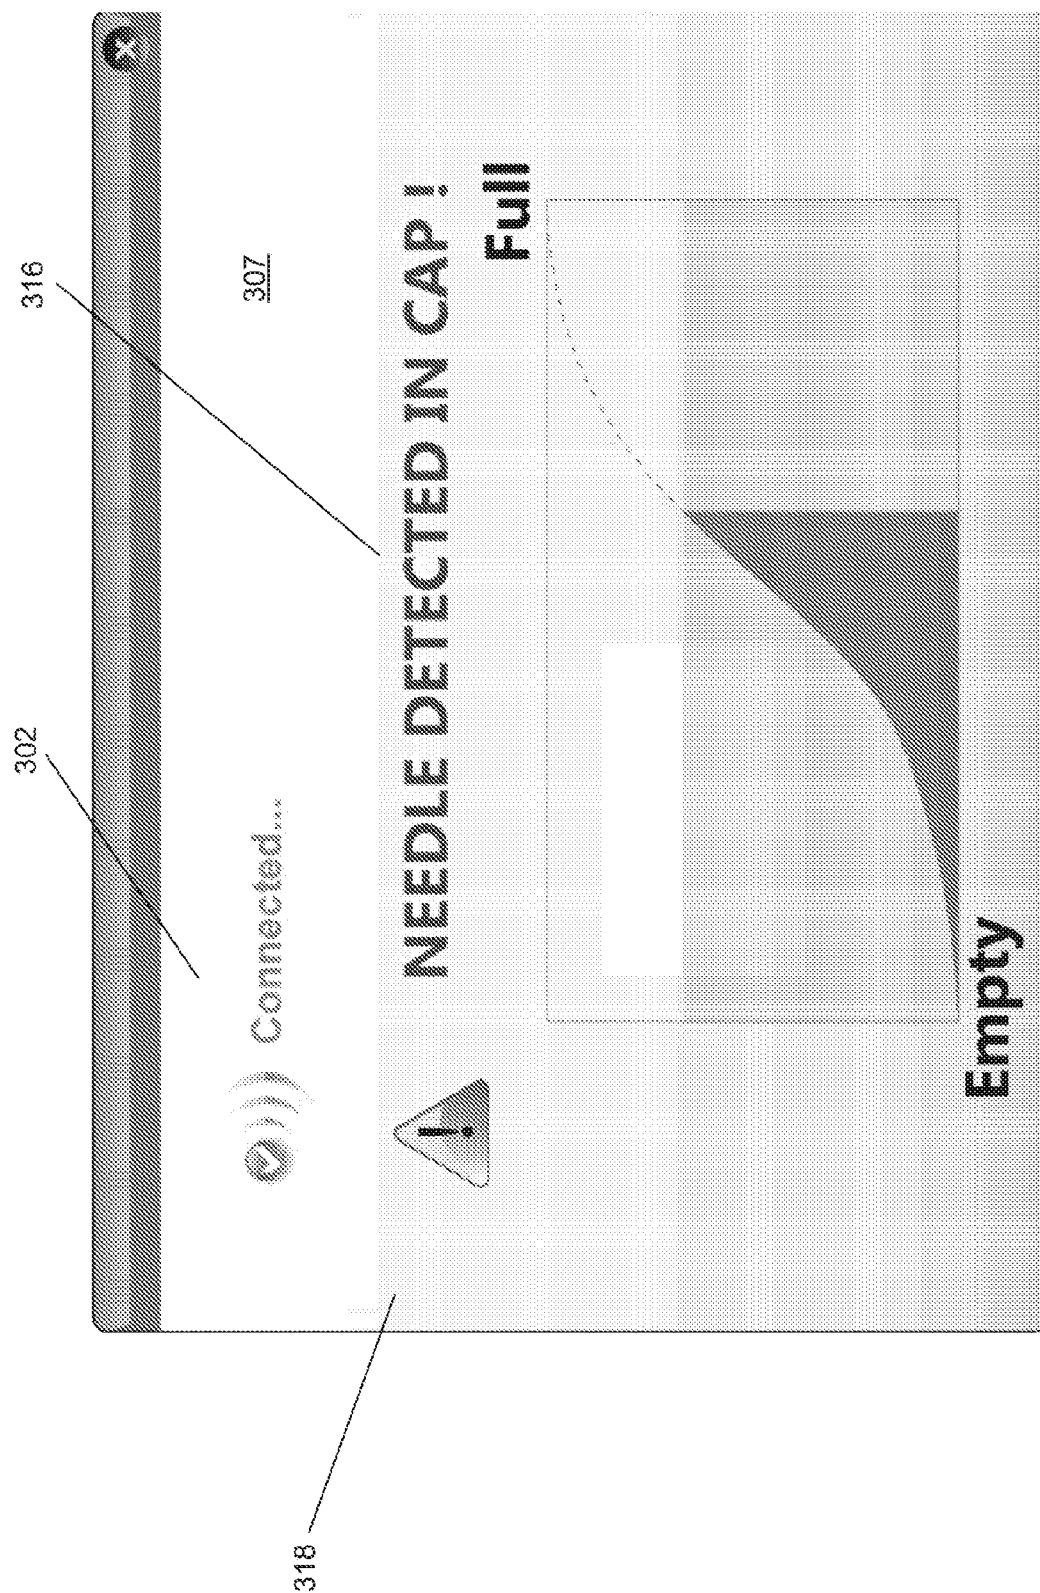 302
316
307
Connected...
318
NEEDLE DETECTED IN CAP !
!
Full
Empty